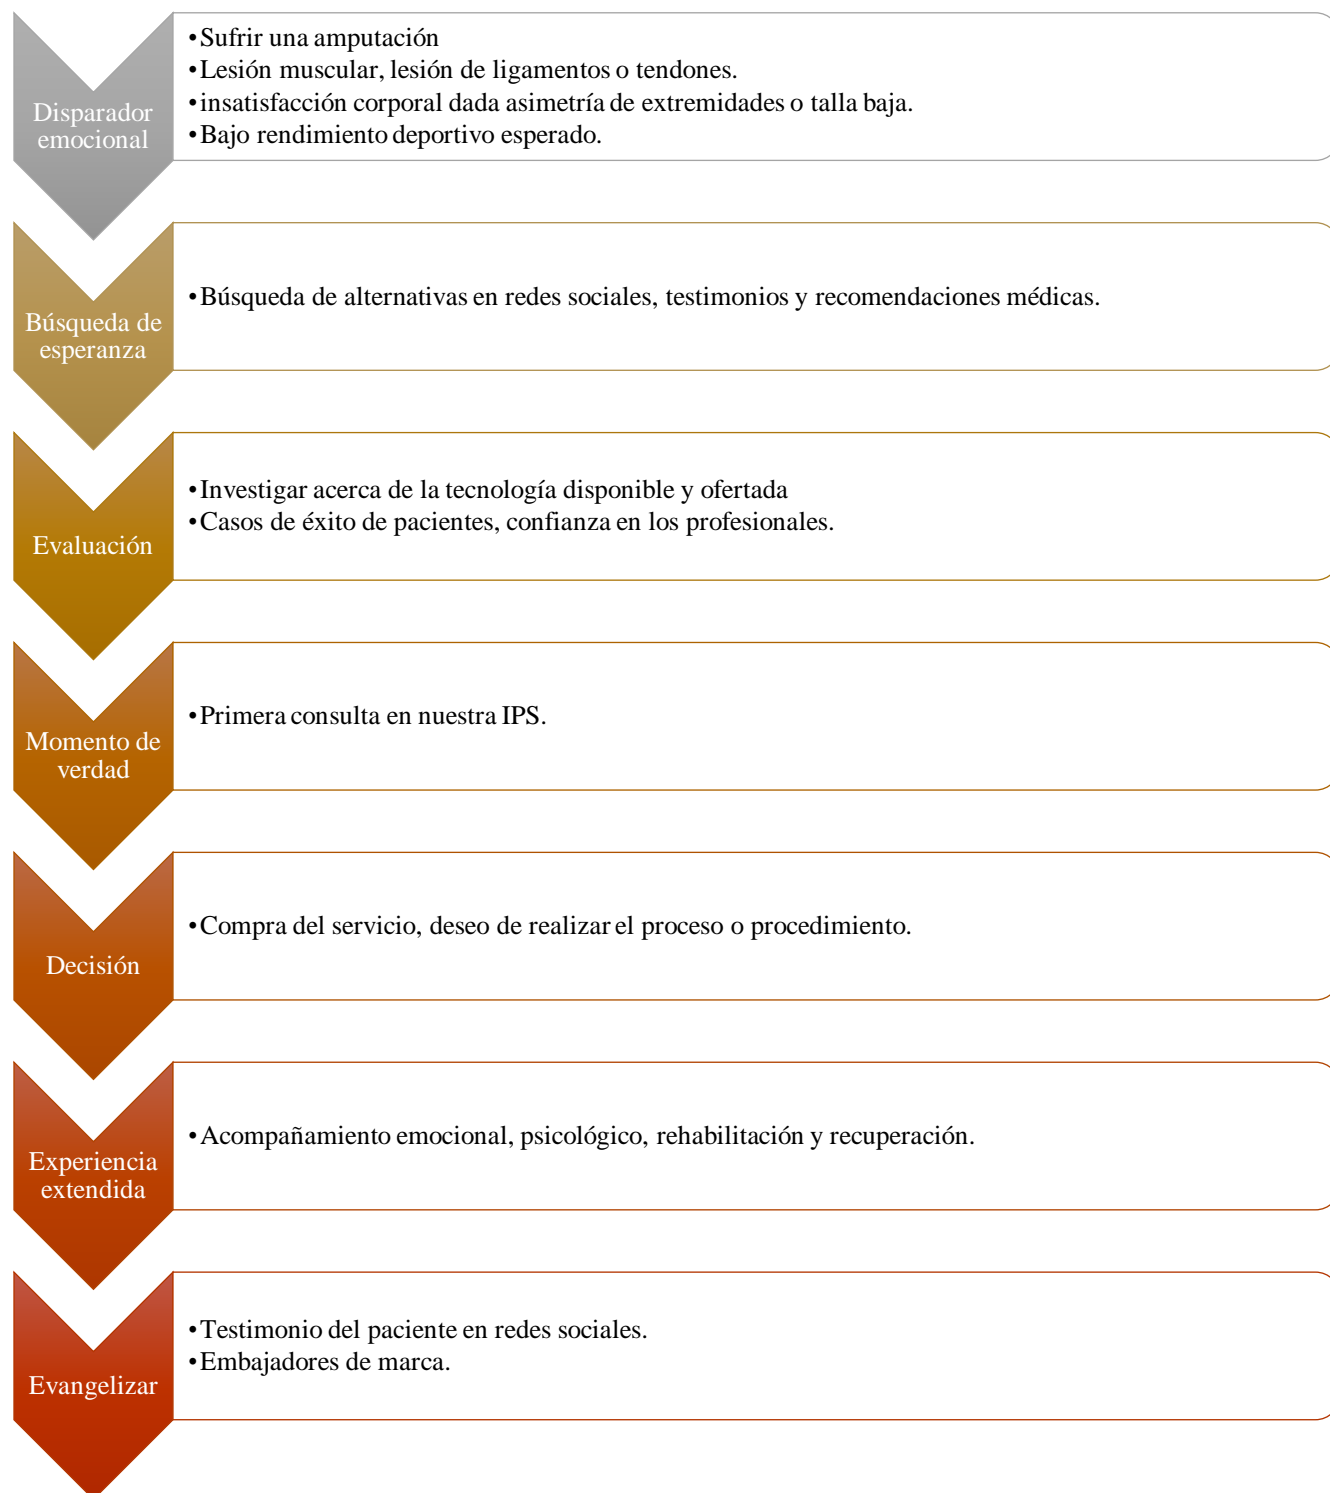 Disparador
emocional
•Sufrir una amputación
•Lesión muscular, lesión de ligamentos o tendones.
•insatisfacción corporal dada asimetría de extremidades o talla baja.
•Bajo rendimiento deportivo esperado.
Búsqueda de
esperanza
•Búsqueda de alternativas en redes sociales, testimonios y recomendaciones médicas.
Evaluación
•Investigar acerca de la tecnología disponible y ofertada
•Casos de éxito de pacientes, confianza en los profesionales.
Momento de
verdad
•Primera consulta en nuestra IPS.
Decisión
•Compra del servicio, deseo de realizar el proceso o procedimiento.
Experiencia
extendida
•Acompañamiento emocional, psicológico, rehabilitación y recuperación.
Evangelizar
•Testimonio del paciente en redes sociales.
•Embajadores de marca.